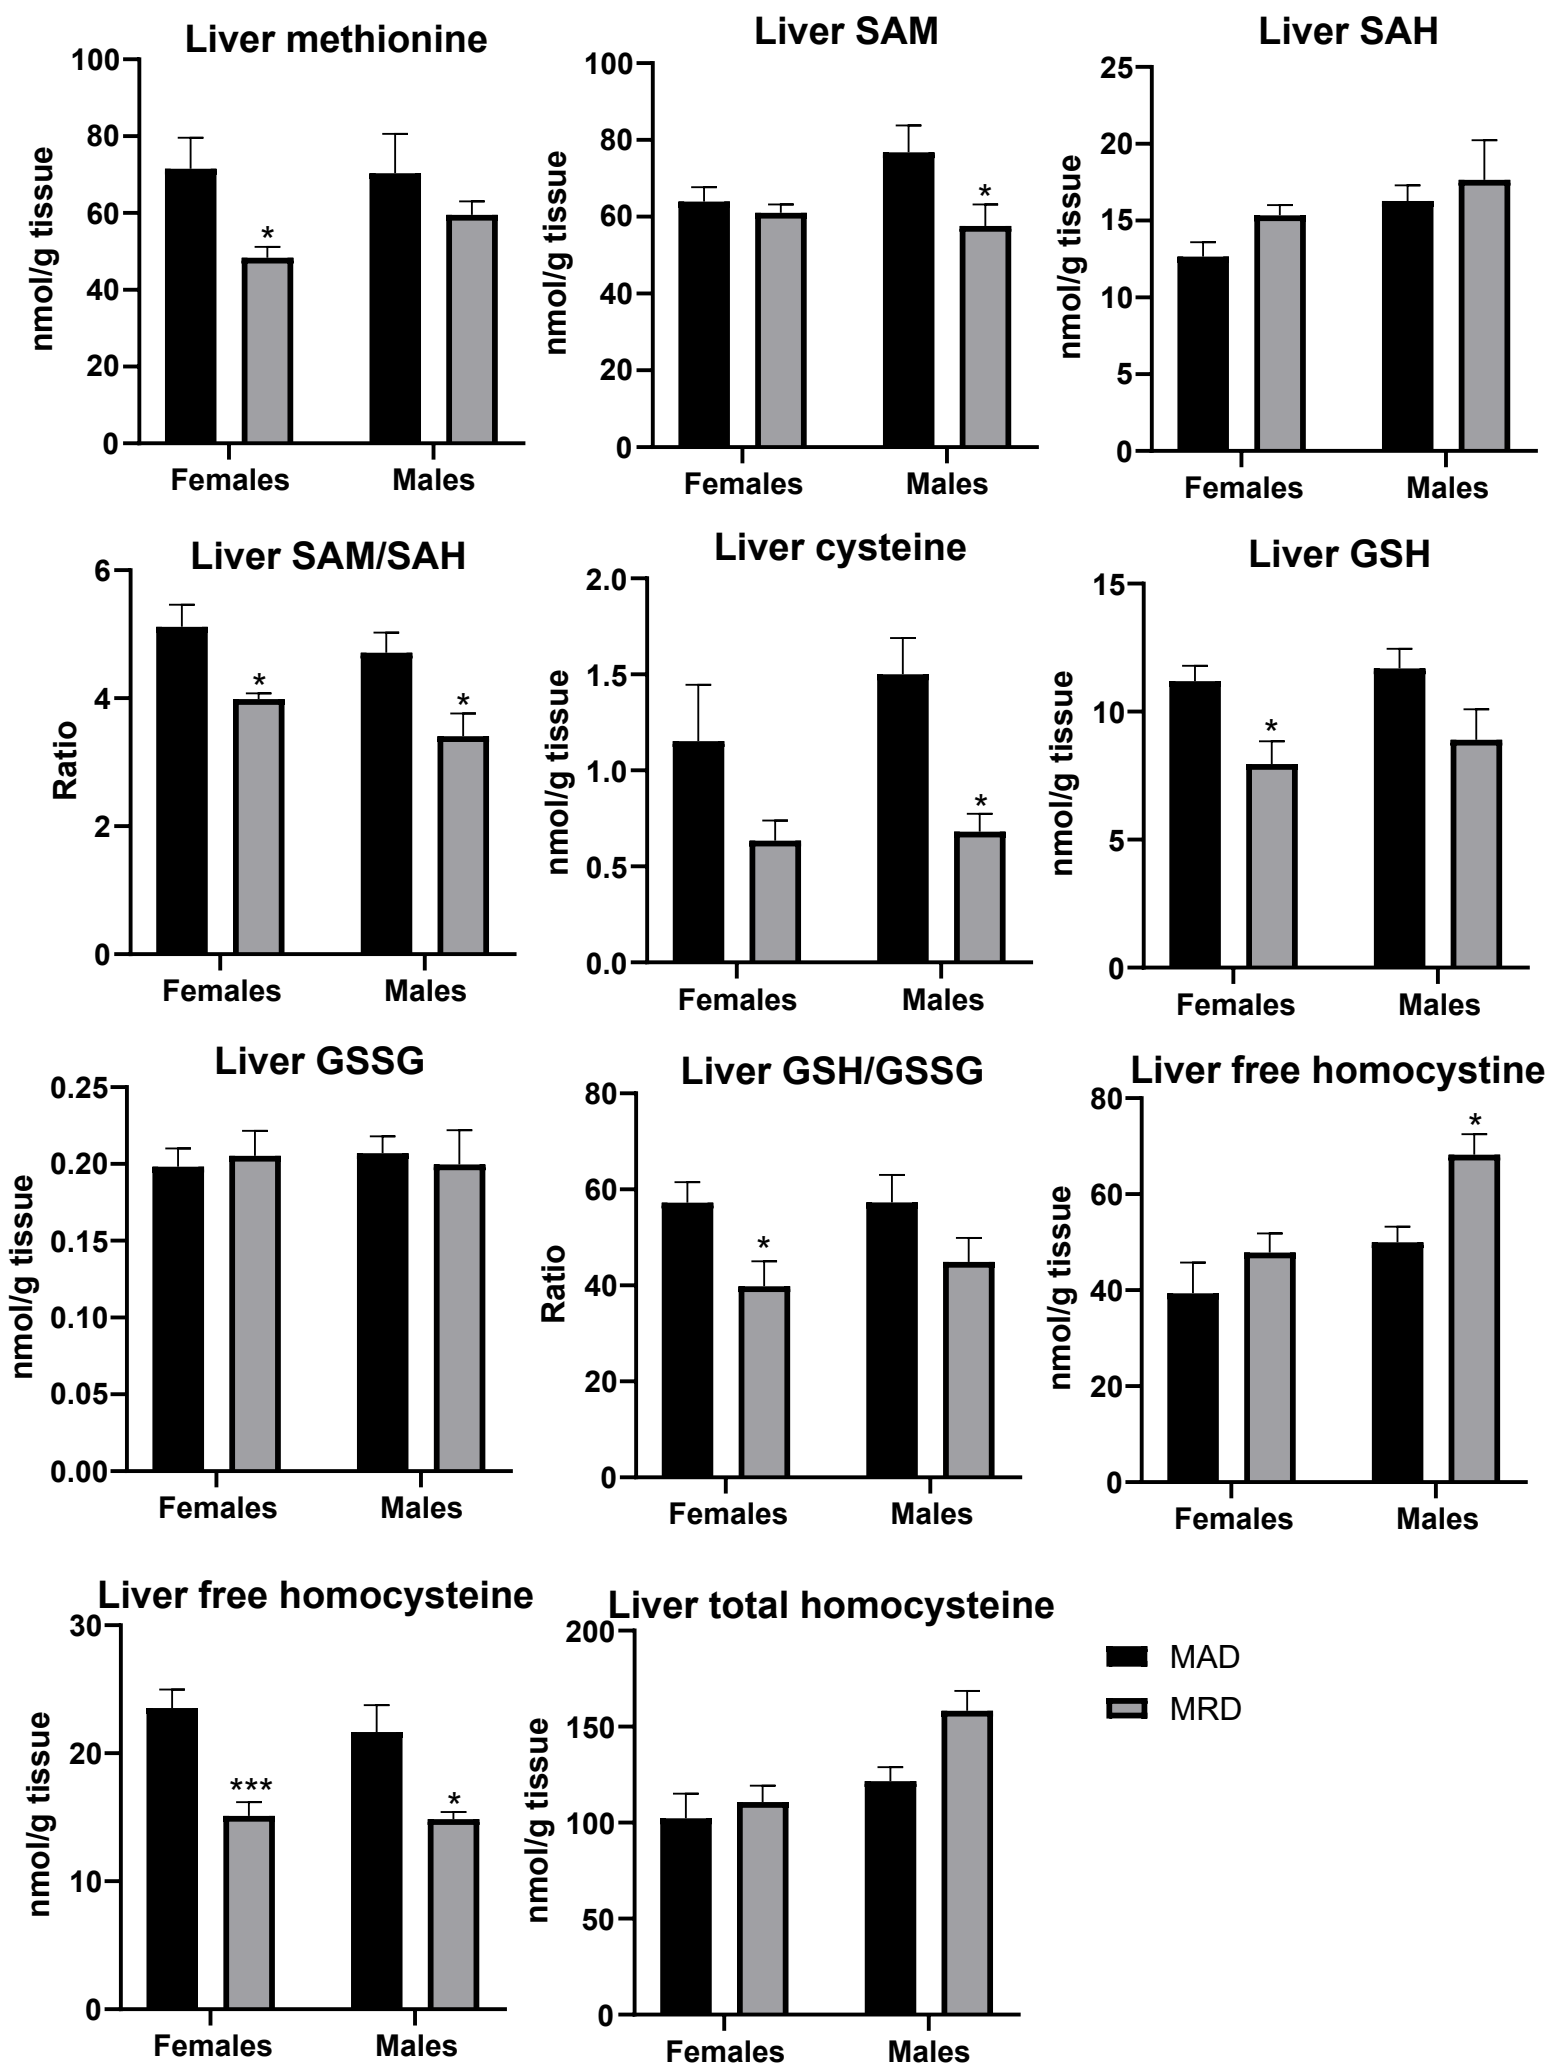 Liver methionine
nmol/g tissue
100
80
60
40
20
0
*
Females
Males
Liver SAM
nmol/g tissue
100
80
60
40
20
0
*
Females
Males
Liver SAH
nmol/g tissue
25
20
15
10
5
0
Females
Males
Liver SAM/SAH
Ratio
6
4
2
0
*
*
Females
Males
Liver cysteine
nmol/g tissue
2.0
1.5
1.0
0.5
0.0
*
Females
Males
Liver GSH
nmol/g tissue
15
10
5
0
*
Females
Males
Liver GSSG
nmol/g tissue
0.25
0.20
0.15
0.10
0.05
0.00
Females
Males
Liver GSH/GSSG
Ratio
80
60
40
20
0
*
Females
Males
Liver free homocystine
nmol/g tissue
80
60
40
20
0
*
Females
Males
Liver free homocysteine
nmol/g tissue
30
20
10
0
***
*
Females
Males
Liver total homocysteine
nmol/g tissue
200
150
100
50
0
Females
Males
MAD
MRD